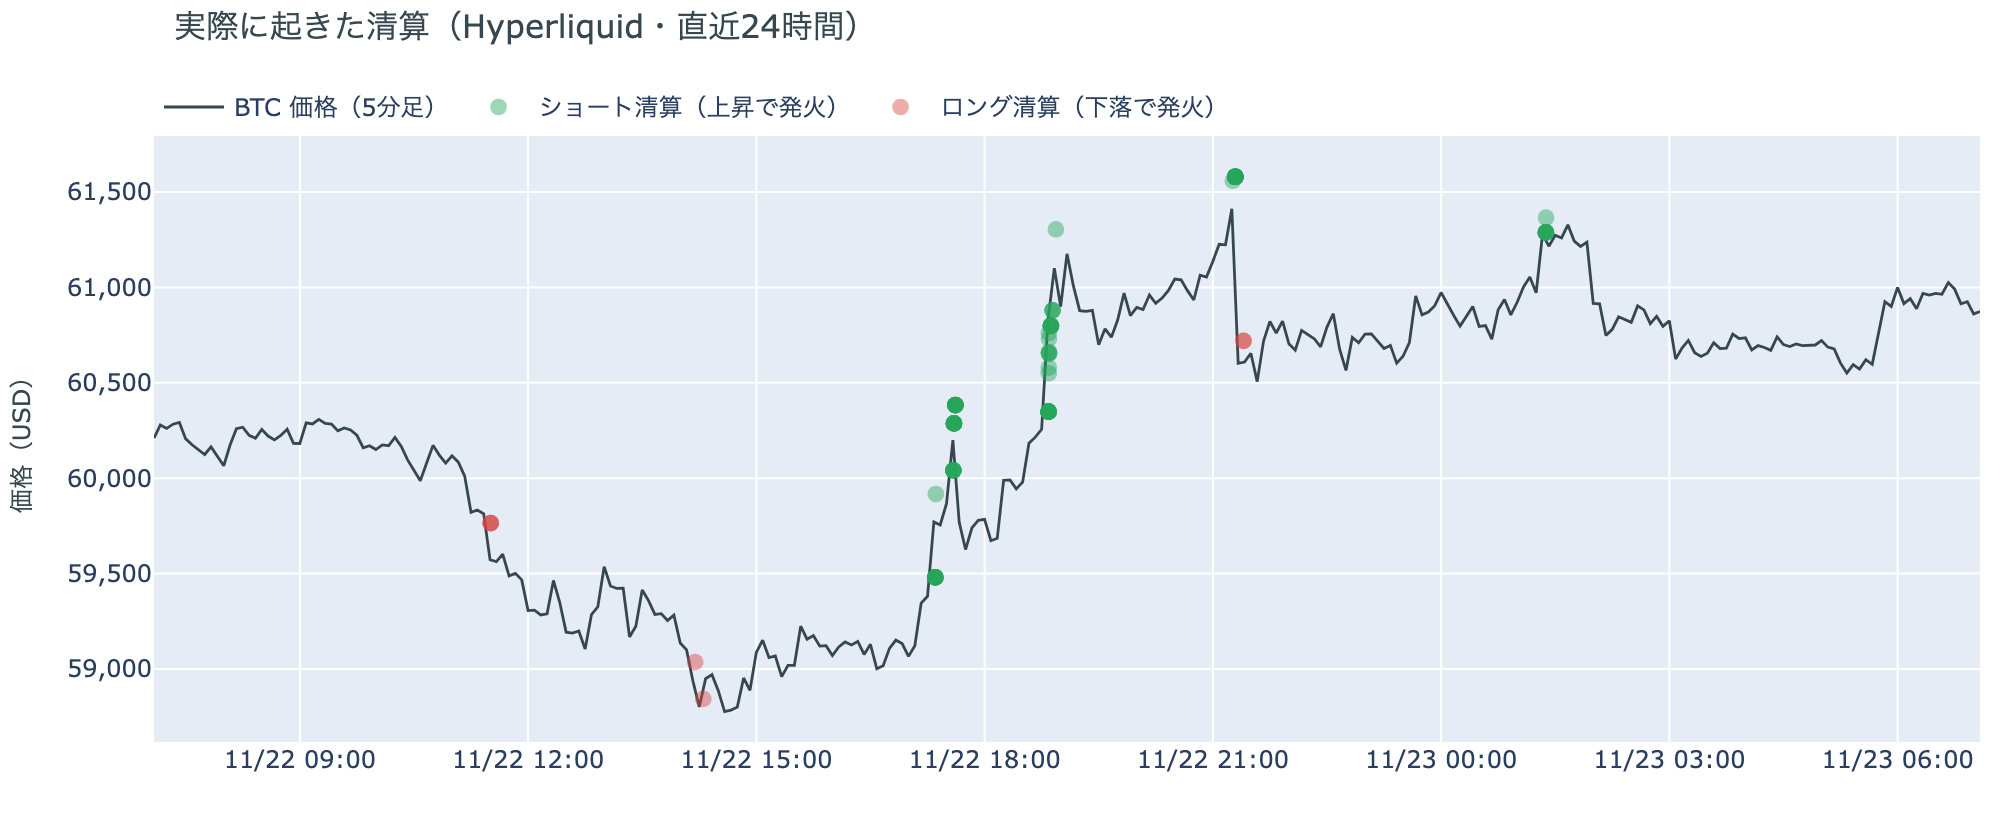 実際に起きた清算（Hyperliquid・直近24時間）
BTC 価格（5分足） ショート清算（上昇で発火） ロング清算（下落で発火）
価格（USD）
61,500
61,000
60,500
60,000
59,500
59,000
11/22 09:00 11/22 12:00 11/22 15:00 11/22 18:00 11/22 21:00 11/23 00:00 11/23 03:00 11/23 06:00